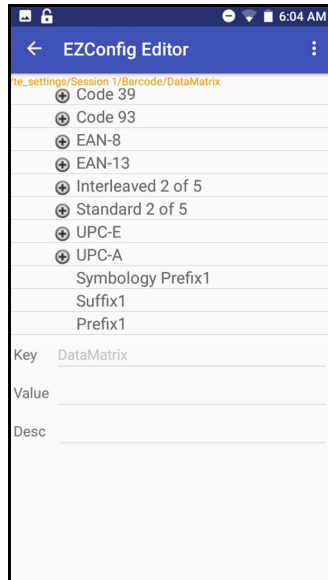 6:04 AM
EZConfig Editor
te_settings/Session 1/Barcode/DataMatrix
Code 39
Code 93
EAN-8
EAN-13
Interleaved 2 of 5
Standard 2 of 5
UPC-E
UPC-A
Symbology Prefix1
Suffix1
Prefix1
Key DataMatrix
Value
Desc